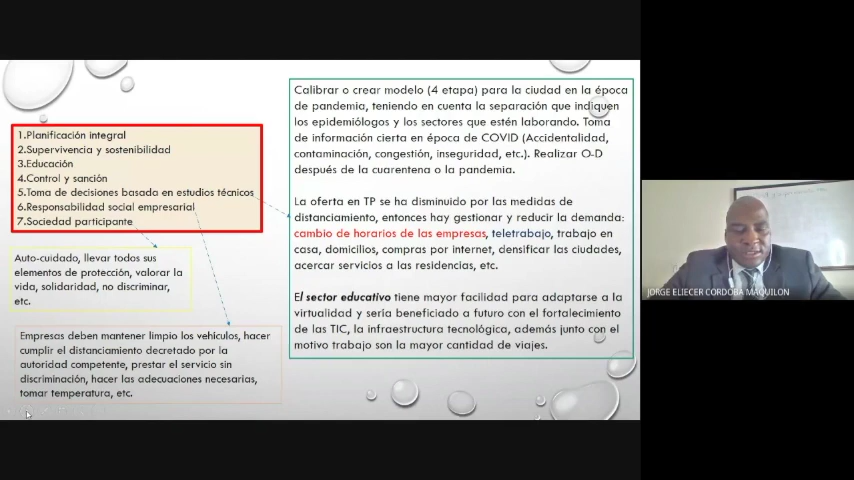 1.Planificación integral
2.Supervivencia y sostenibilidad
3.Educación
4.Control y sanción
5.Toma de decisiones basada en estudios técnicos
6.Responsabilidad social empresarial
7.Sociedad participante
Auto-cuidado, llevar todos sus
elementos de protección, valorar la
vida, solidaridad, no discriminar,
etc.
Empresas deben mantener limpio los vehículos, hacer
cumplir el distanciamiento decretado por la
autoridad competente, prestar el servicio sin
discriminación, hacer las adecuaciones necesarias,
tomar temperatura, etc.
Calibrar o crear modelo (4 etapa) para la ciudad en la época
de pandemia, teniendo en cuenta la separación que indiquen
los epidemiólogos y los sectores que estén laborando. Toma
de información cierta en época de COVID (Accidentalidad,
contaminación, congestión, inseguridad, etc.). Realizar O-D
después de la cuarentena o la pandemia.
La oferta en TP se ha disminuido por las medidas de
distanciamiento, entonces hay gestionar y reducir la demanda:
cambio de horarios de las empresas, teletrabajo, trabajo en
casa, domicilios, compras por internet, densificar las ciudades,
acercar servicios a las residencias, etc.
El sector educativo tiene mayor facilidad para adaptarse a la
virtualidad y sería beneficiado a futuro con el fortalecimiento
de las TIC, la infraestructura tecnológica, además junto con el
motivo trabajo son la mayor cantidad de viajes.
JORGE ELIECER CORDOBA MAQUILON